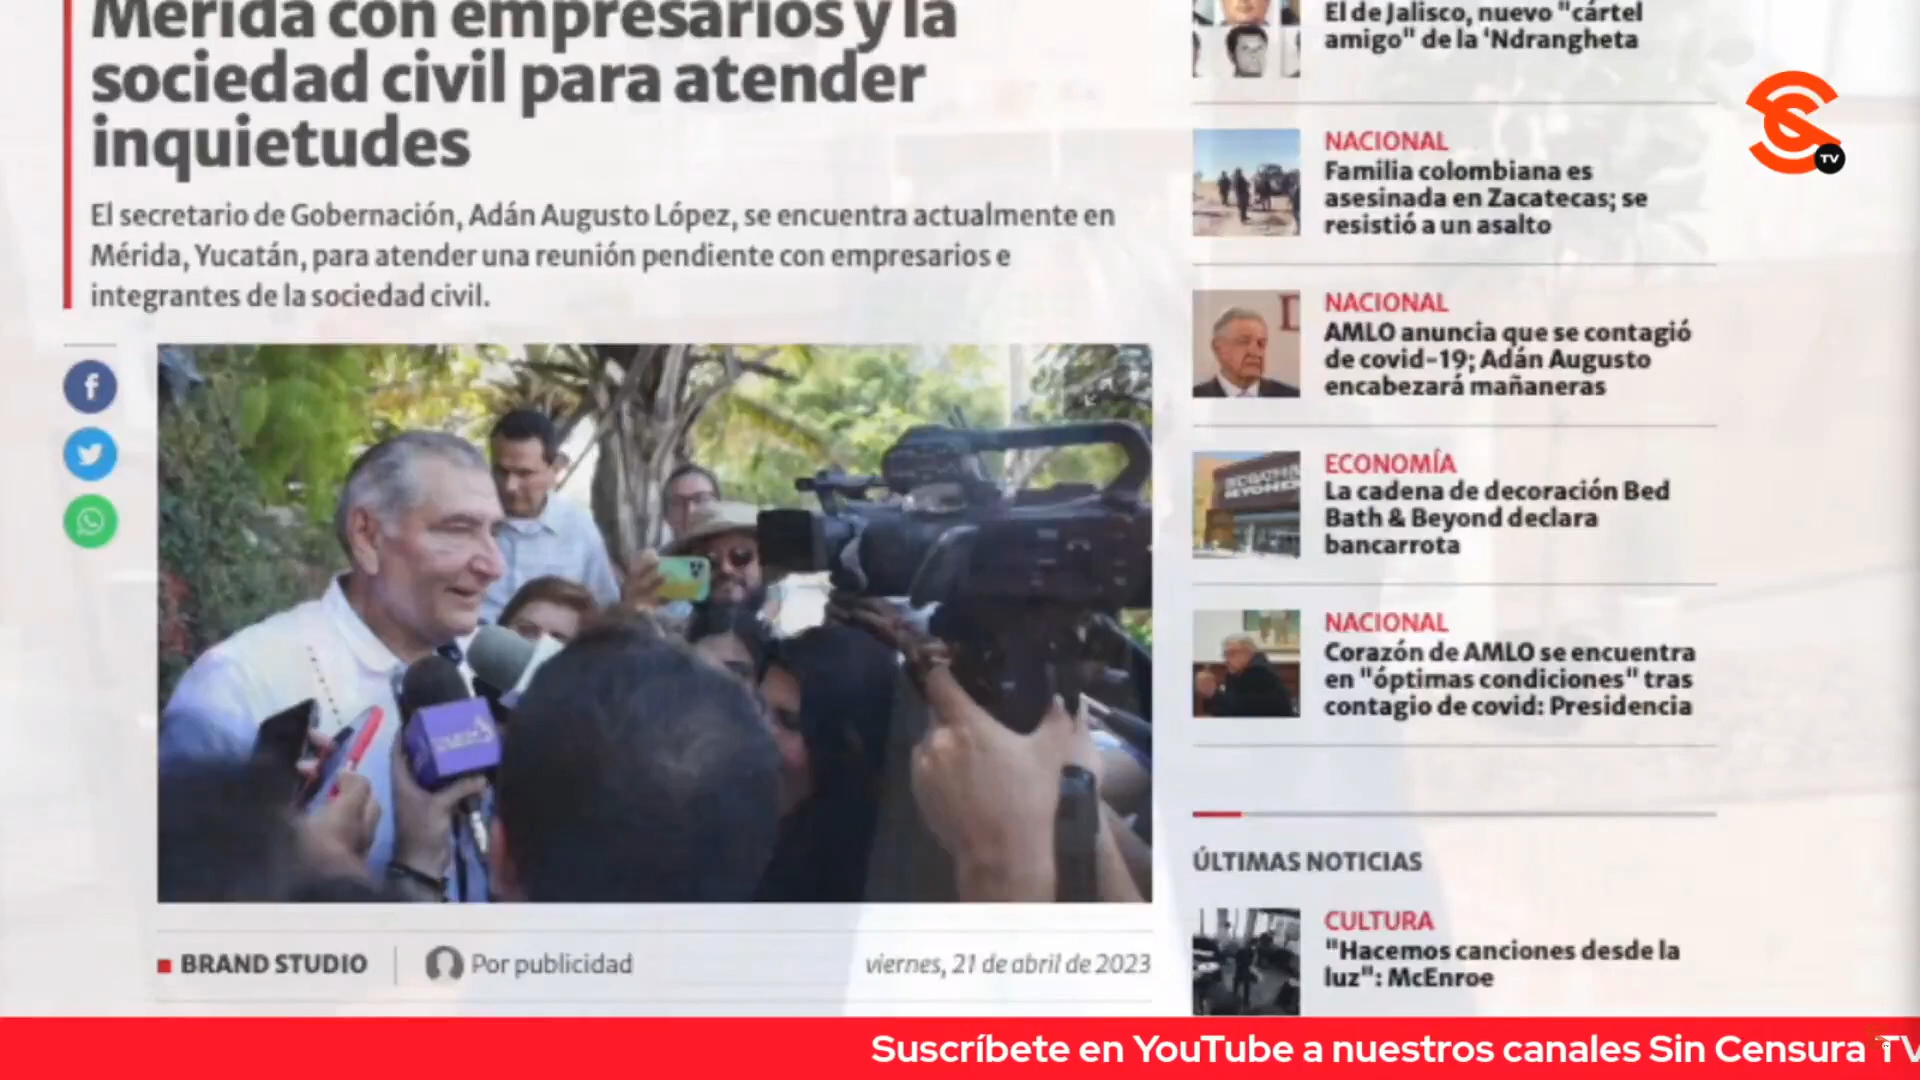 Mérida con empresarios y la
sociedad civil para atender
inquietudes
El secretario de Gobernación, Adán Augusto López, se encuentra actualmente en
Mérida, Yucatán, para atender una reunión pendiente con empresarios e
integrantes de la sociedad civil.
BRAND STUDIO
Por publicidad
viernes, 21 de abril de 2023
El de Jalisco, nuevo "cártel
amigo" de la 'Ndrangheta
NACIONAL
Familia colombiana es
asesinada en Zacatecas; se
resistió a un asalto
NACIONAL
AMLO anuncia que se contagió
de covid-19; Adán Augusto
encabezará mañaneras
ECONOMÍA
La cadena de decoración Bed
Bath & Beyond declara
bancarrota
NACIONAL
Corazón de AMLO se encuentra
en "óptimas condiciones" tras
contagio de covid: Presidencia
ÚLTIMAS NOTICIAS
CULTURA
"Hacemos canciones desde la
luz": McEnroe
TV
Suscríbete en YouTube a nuestros canales Sin Censura TV